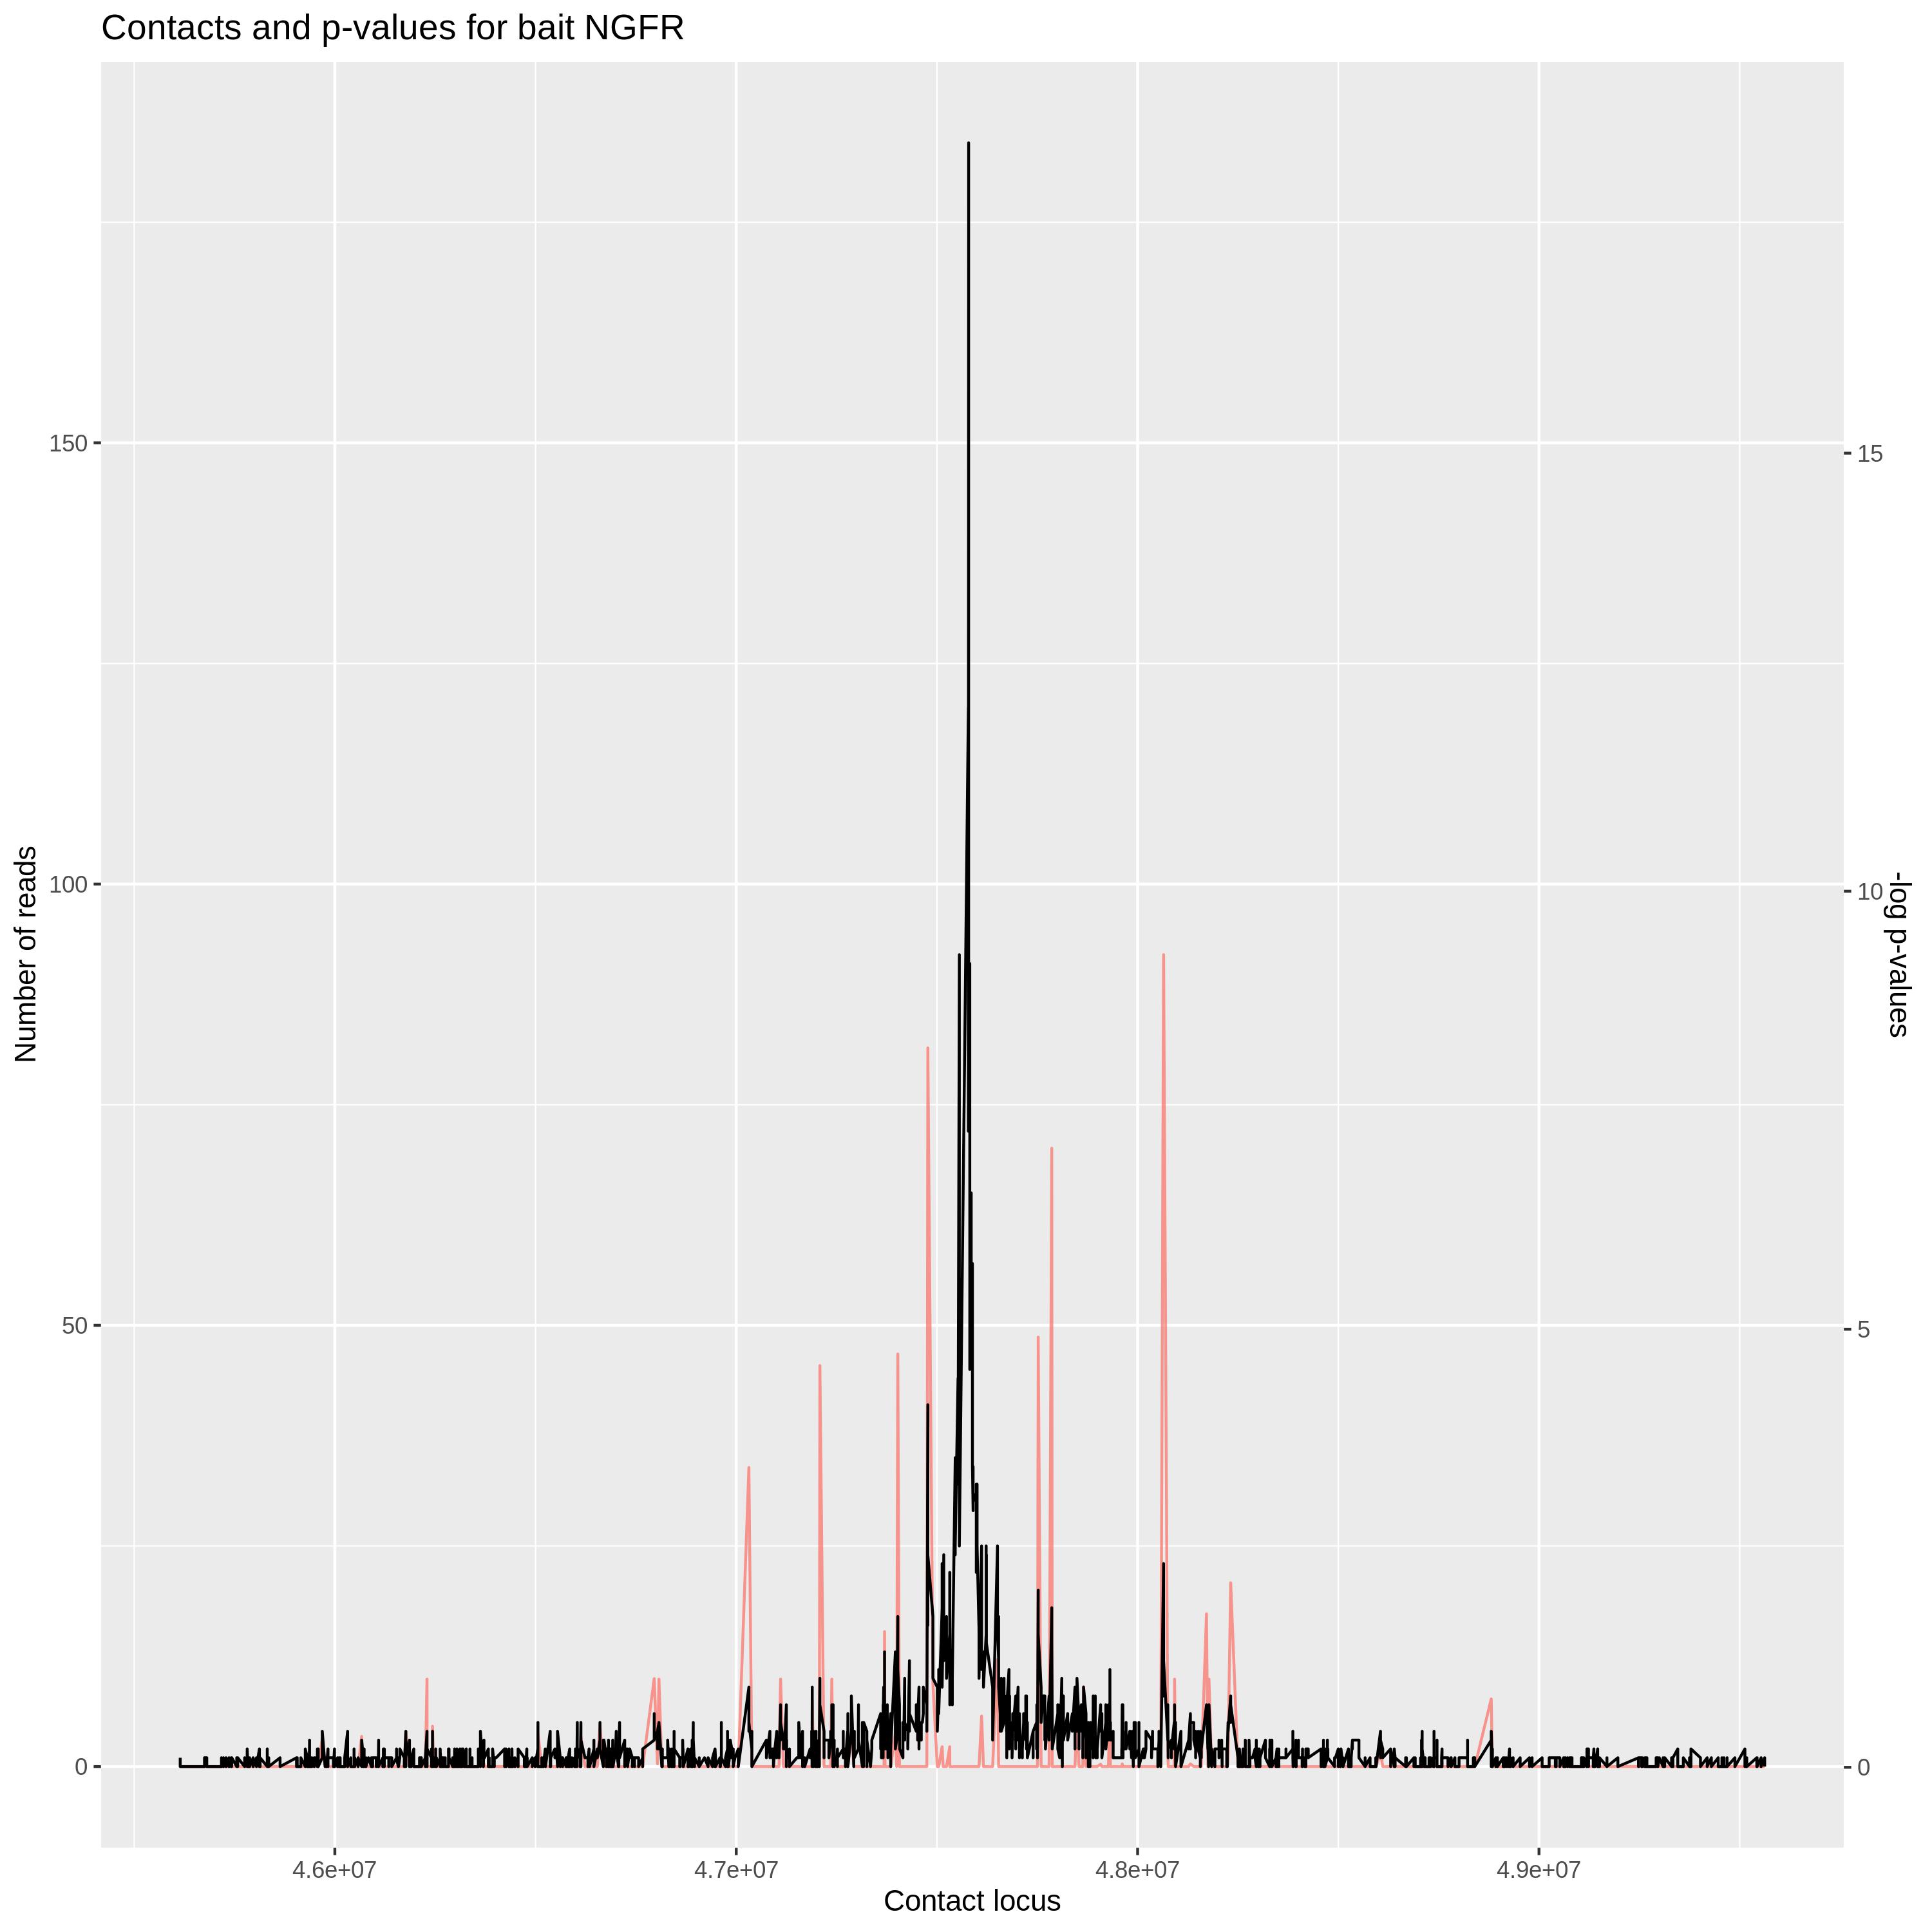 Contacts and p-values for bait NGFR
Number of reads
150
100
50
0
15
10
5
0
-log p-values
4.6e+07 4.7e+07 4.8e+07 4.9e+07
Contact locus